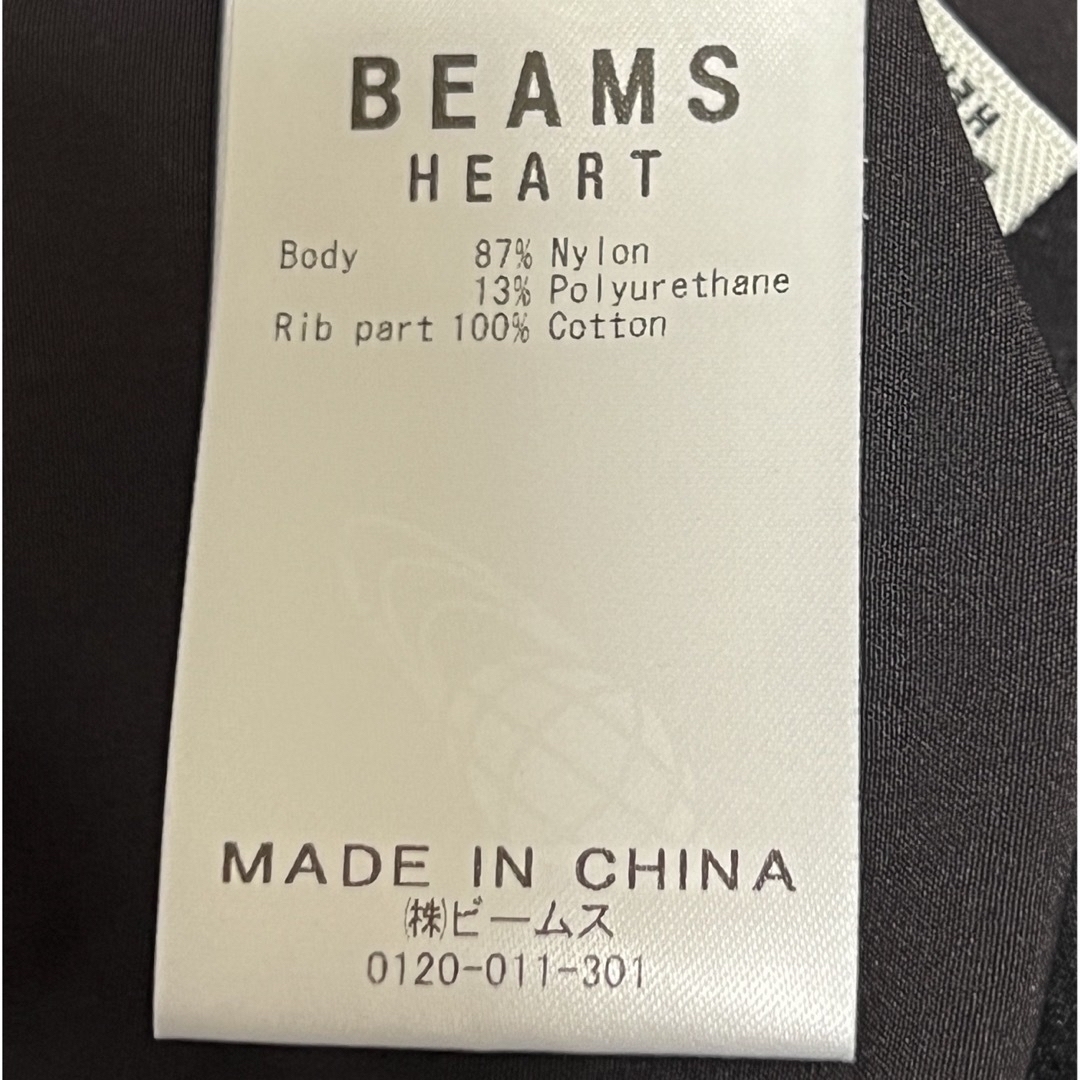 BEAMS
HEART
Body 87% Nylon
13% Polyurethane
Rib part 100% Cotton
MADE IN CHINA
㈱ビームス
0120-011-301
HE